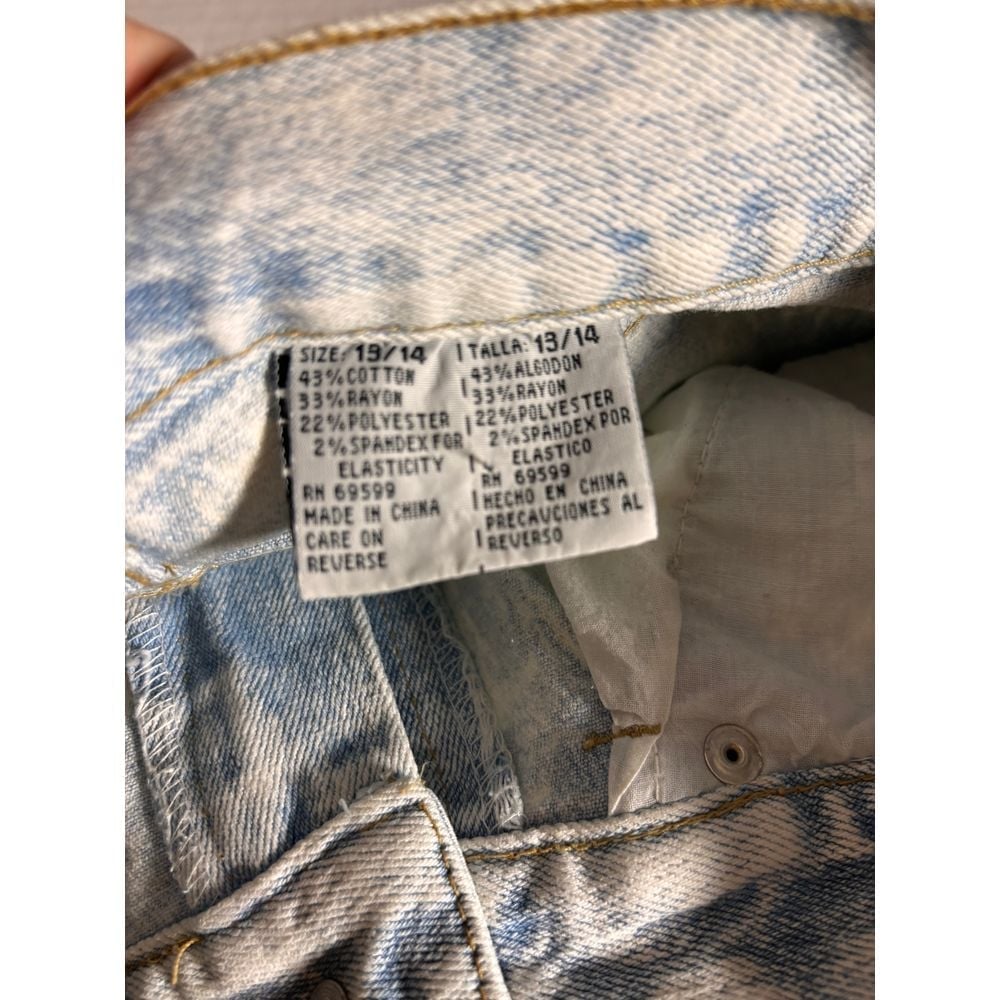 SIZE: 13/14
43% COTTON
33% RAYON
22% POLYESTER
2% SPANDEX FOR
ELASTICITY
RN 69599
MADE IN CHINA
CARE ON
REVERSE
TALLA: 13/14
43% ALGODON
33% RAYON
22% POLYESTER
2% SPANDEX POR
ELASTICO
RN 69599
HECHO EN CHINA
PRECAUCIONES AL
REVERSO